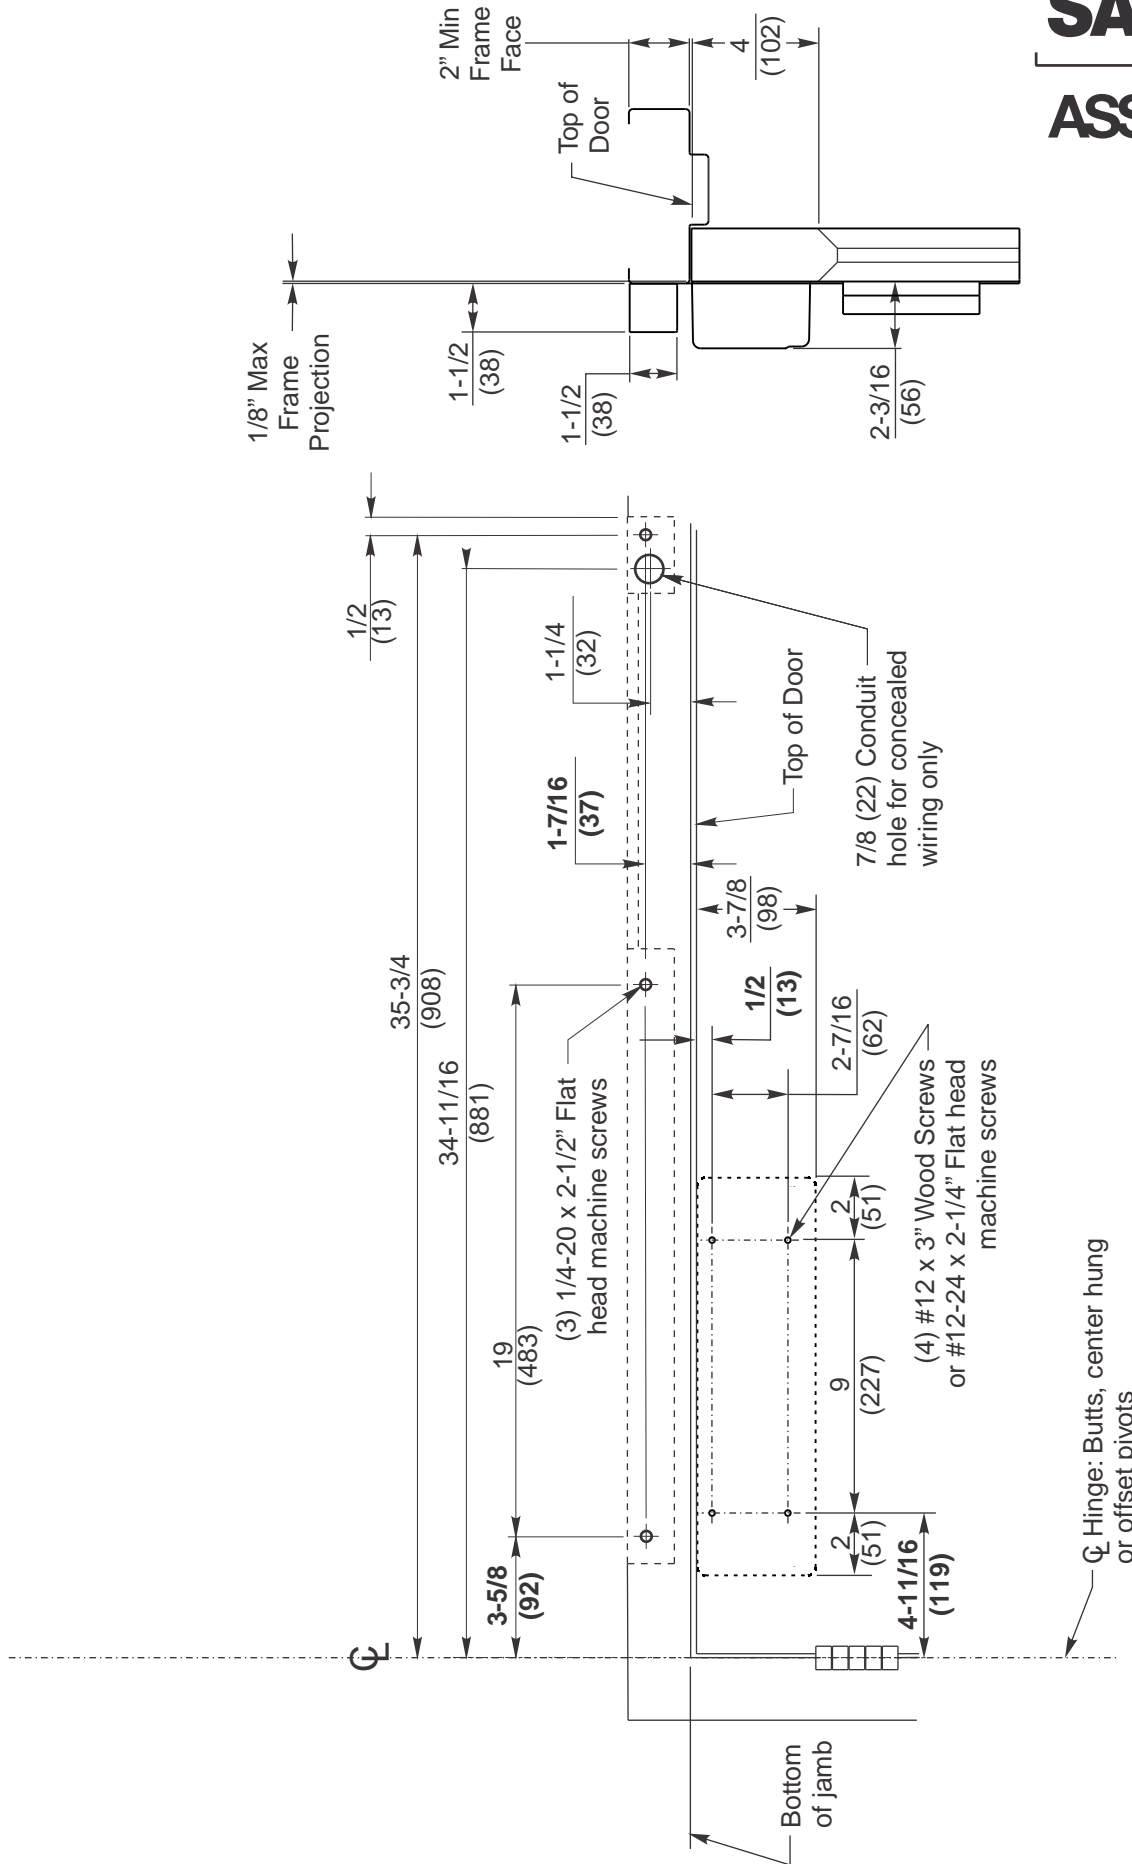 SA
ASS
2” Min
Frame
Face
4
(102)
Top of
Door
1/8” Max
Frame
Projection
1-1/2
(38)
1-1/2
(38)
2-3/16
(56)
1/2
(13)
35-3/4
(908)
34-11/16
(881)
1-1/4
(32)
1-7/16
(37)
Top of Door
7/8 (22) Conduit
hole for concealed
wiring only
3-7/8
(98)
1/2
(13)
2-7/16
(62)
19
(483)
(3) 1/4-20 x 2-1/2” Flat
head machine screws
3-5/8
(92)
2
(51)
9
(227)
2
(51)
4-11/16
(119)
(4) #12 x 3” Wood Screws
or #12-24 x 2-1/4” Flat head
machine screws
CL
CL Hinge: Butts, center hung
or offset pivots
Bottom
of jamb